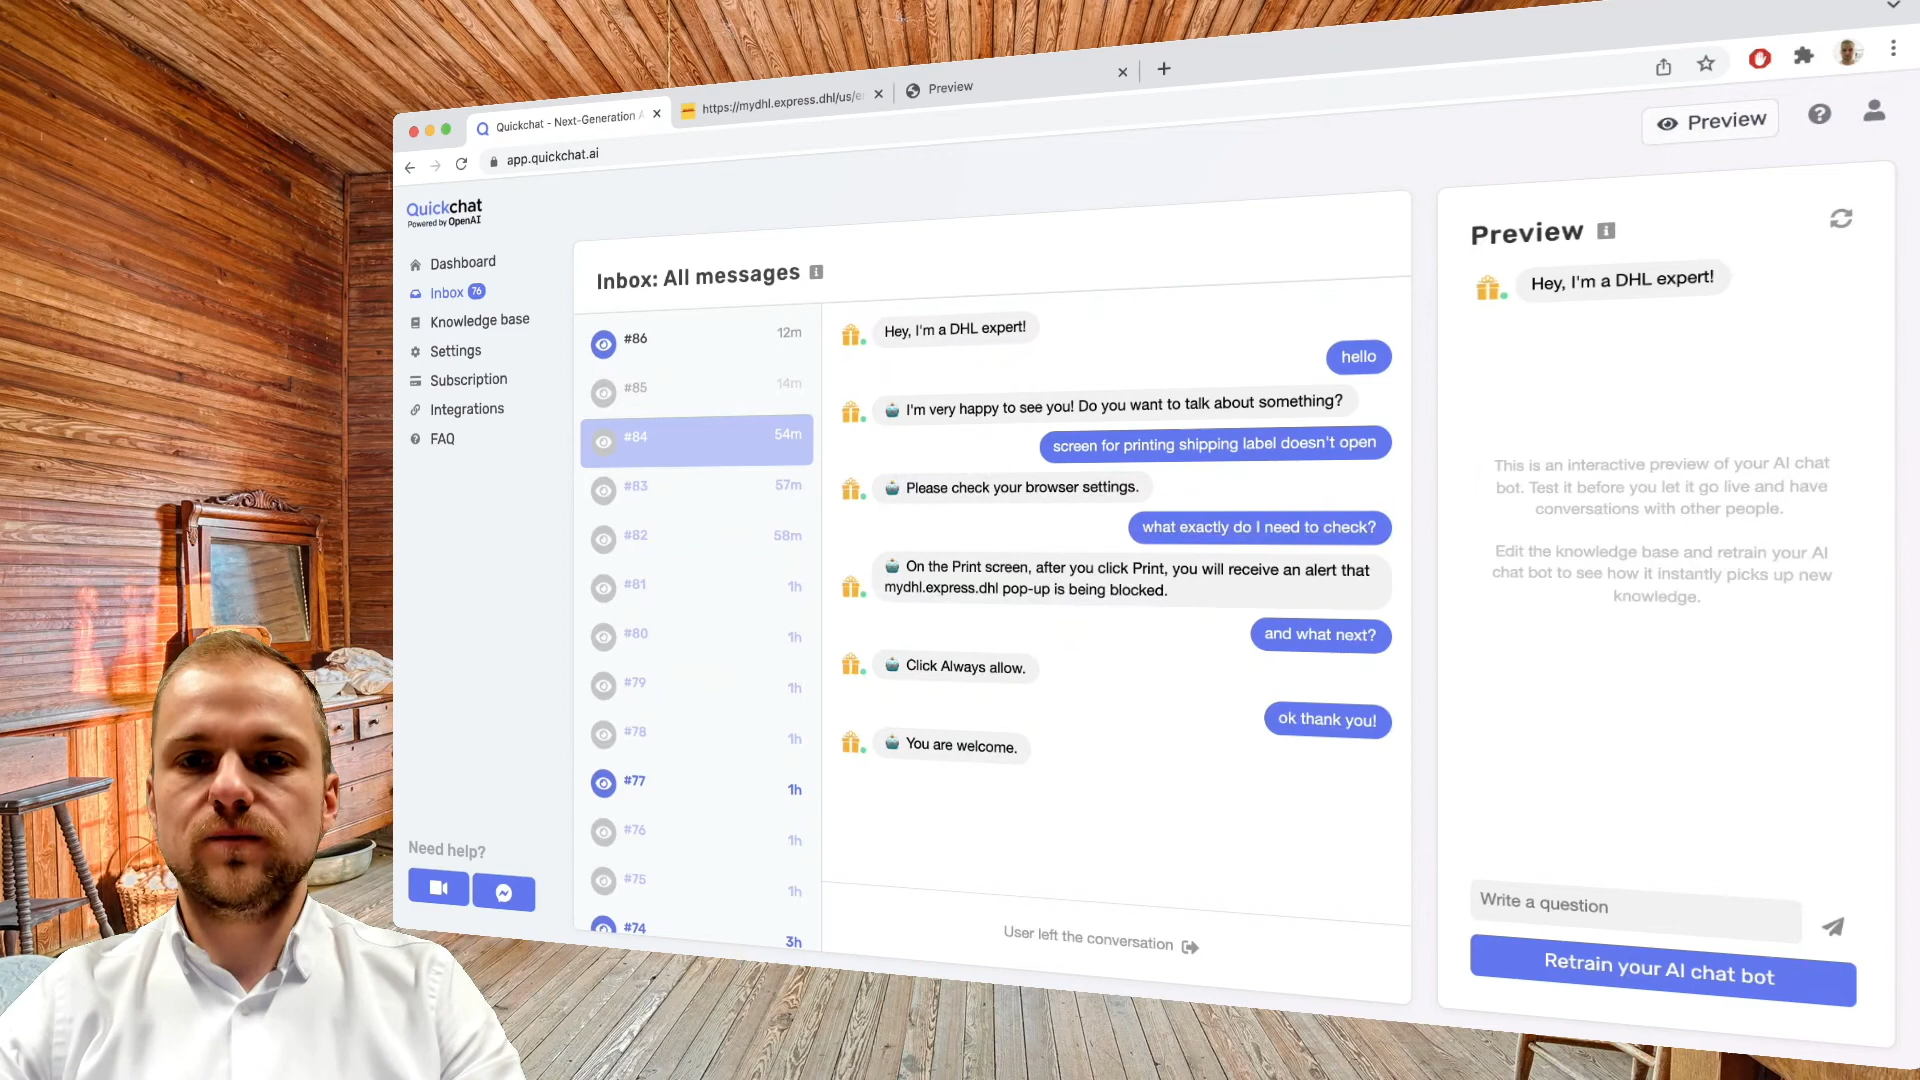 Quickchat - Next-Generation A
https://mydhl.express.dhl/us/e
Preview
app.quickchat.ai
Preview
Quickchat
Powered by OpenAI
Dashboard
Inbox 76
Knowledge base
Settings
Subscription
Integrations
FAQ
Need help?
Inbox: All messages
#86 12m
#85 14m
#84 54m
#83 57m
#82 58m
#81 1h
#80 1h
#79 1h
#78 1h
#77 1h
#76 1h
#75 1h
#74 3h
Hey, I'm a DHL expert!
hello
I'm very happy to see you! Do you want to talk about something?
screen for printing shipping label doesn't open
Please check your browser settings.
what exactly do I need to check?
On the Print screen, after you click Print, you will receive an alert that
mydhl.express.dhl pop-up is being blocked.
and what next?
Click Always allow.
ok thank you!
You are welcome.
User left the conversation
Preview
Hey, I'm a DHL expert!
This is an interactive preview of your AI chat
bot. Test it before you let it go live and have
conversations with other people.
Edit the knowledge base and retrain your AI
chat bot to see how it instantly picks up new
knowledge.
Write a question
Retrain your AI chat bot